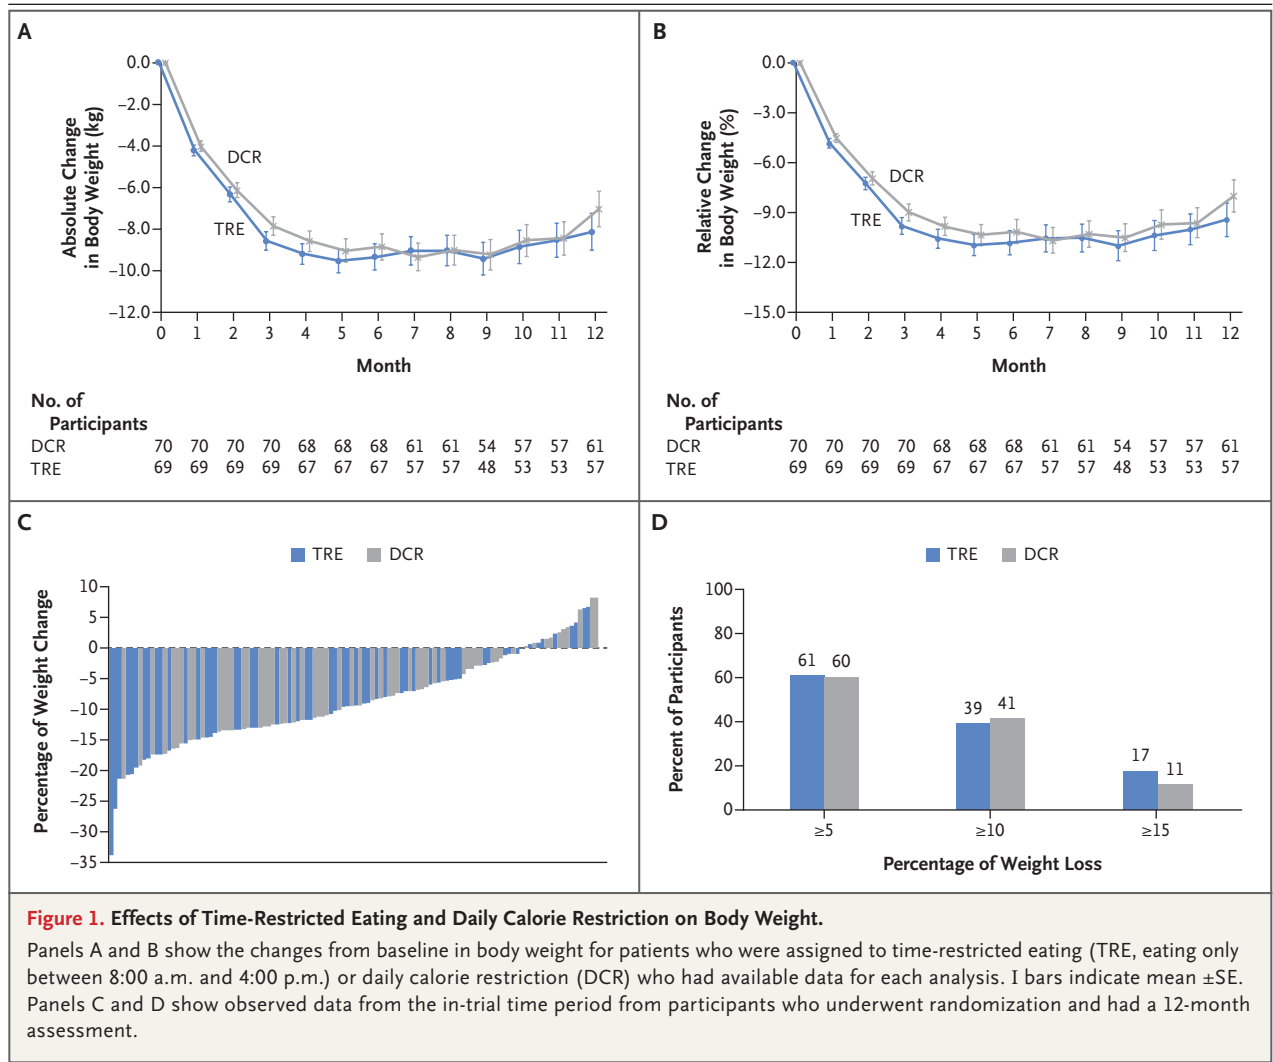 A
Absolute Change
in Body Weight (kg)
0.0
−2.0
−4.0
−6.0
−8.0
−10.0
−12.0
DCR
TRE
0 1 2 3 4 5 6 7 8 9 10 11 12
Month
No. of
Participants
DCR 70 70 70 70 68 68 68 61 61 54 57 57 61
TRE 69 69 69 69 67 67 67 57 57 48 53 53 57
B
Relative Change
in Body Weight (%)
0.0
−3.0
−6.0
−9.0
−12.0
−15.0
DCR
TRE
0 1 2 3 4 5 6 7 8 9 10 11 12
Month
No. of
Participants
DCR 70 70 70 70 68 68 68 61 61 54 57 57 61
TRE 69 69 69 69 67 67 67 57 57 48 53 53 57
C
TRE DCR
Percentage of Weight Change
10
5
0
−5
−10
−15
−20
−25
−30
−35
D
TRE DCR
Percent of Participants
100
80
60
40
20
0
61 60
39 41
17 11
≥5 ≥10 ≥15
Percentage of Weight Loss
Figure 1. Effects of Time-Restricted Eating and Daily Calorie Restriction on Body Weight.
Panels A and B show the changes from baseline in body weight for patients who were assigned to time-restricted eating (TRE, eating only
between 8:00 a.m. and 4:00 p.m.) or daily calorie restriction (DCR) who had available data for each analysis. I bars indicate mean ±SE.
Panels C and D show observed data from the in-trial time period from participants who underwent randomization and had a 12-month
assessment.